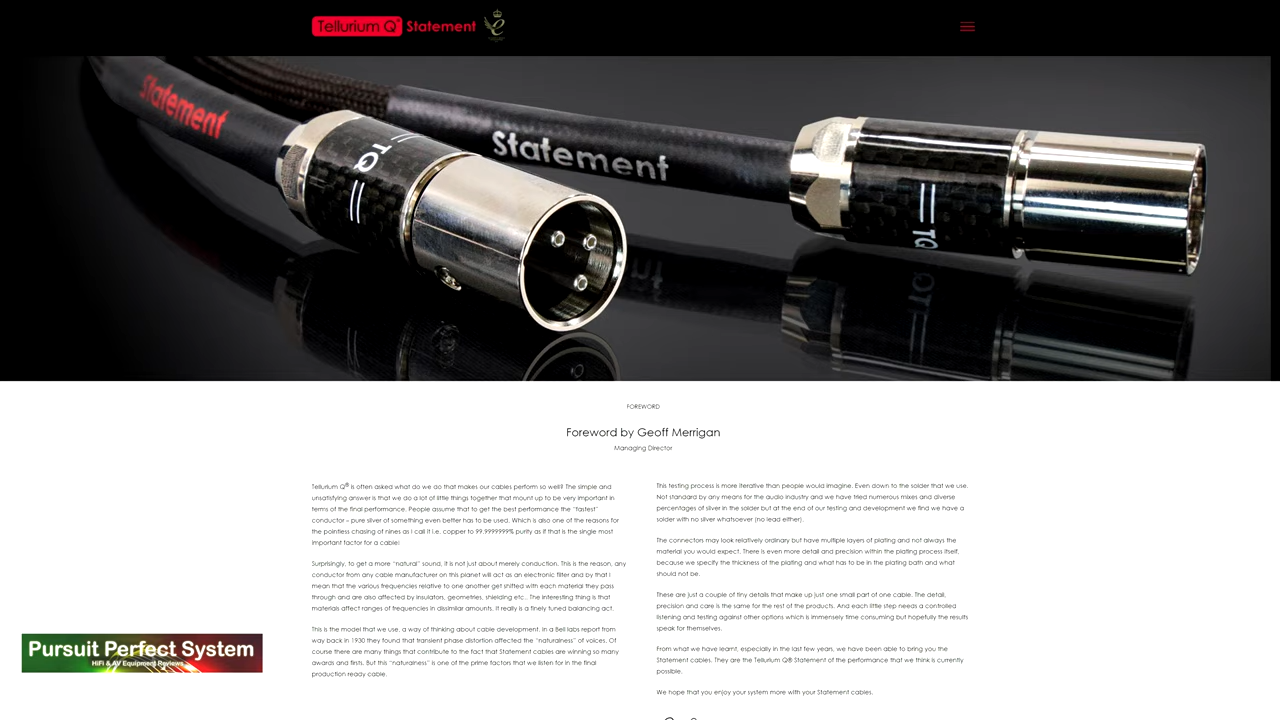 Tellurium Q® Statement
Statement
Statement
TQ
TQ
FOREWORD
Foreword by Geoff Merrigan
Managing Director
Tellurium Q® is often asked what do we do that makes our cables perform so well? The simple and
unsatisfying answer is that we do a lot of little things together that mount up to be very important in
terms of the final performance. People assume that to get the best performance the "fastest"
conductor – pure silver of something even better has to be used. Which is also one of the reasons for
the pointless chasing of nines as i call it i.e. copper to 99.9999999% purity as if that is the single most
important factor for a cable!
Surprisingly, to get a more "natural" sound, it is not just about merely conduction. This is the reason, any
conductor from any cable manufacturer on this planet will act as an electronic filter and by that I
mean that the various frequencies relative to one another get shifted with each material they pass
through and are also affected by insulators, geometries, shielding etc.. The interesting thing is that
materials affect ranges of frequencies in dissimilar amounts. It really is a finely tuned balancing act.
This is the model that we use, a way of thinking about cable development. In a Bell labs report from
way back in 1930 they found that transient phase distortion affected the "naturalness" of voices. Of
course there are many things that contribute to the fact that Statement cables are winning so many
awards and firsts. But this "naturalness" is one of the prime factors that we listen for in the final
production ready cable.
This testing process is more iterative than people would imagine. Even down to the solder that we use.
Not standard by any means for the audio industry and we have tried numerous mixes and diverse
percentages of silver in the solder but at the end of our testing and development we find we have a
solder with no silver whatsoever (no lead either).
The connectors may look relatively ordinary but have multiple layers of plating and not always the
material you would expect. There is even more detail and precision within the plating process itself,
because we specify the thickness of the plating and what has to be in the plating bath and what
should not be.
These are just a couple of tiny details that make up just one small part of one cable. The detail,
precision and care is the same for the rest of the products. And each little step needs a controlled
listening and testing against other options which is immensely time consuming but hopefully the results
speak for themselves.
From what we have learnt, especially in the last few years, we have been able to bring you the
Statement cables. They are the Tellurium Q® Statement of the performance that we think is currently
possible.
We hope that you enjoy your system more with your Statement cables.
Pursuit Perfect System
HiFi & AV Equipment Reviews